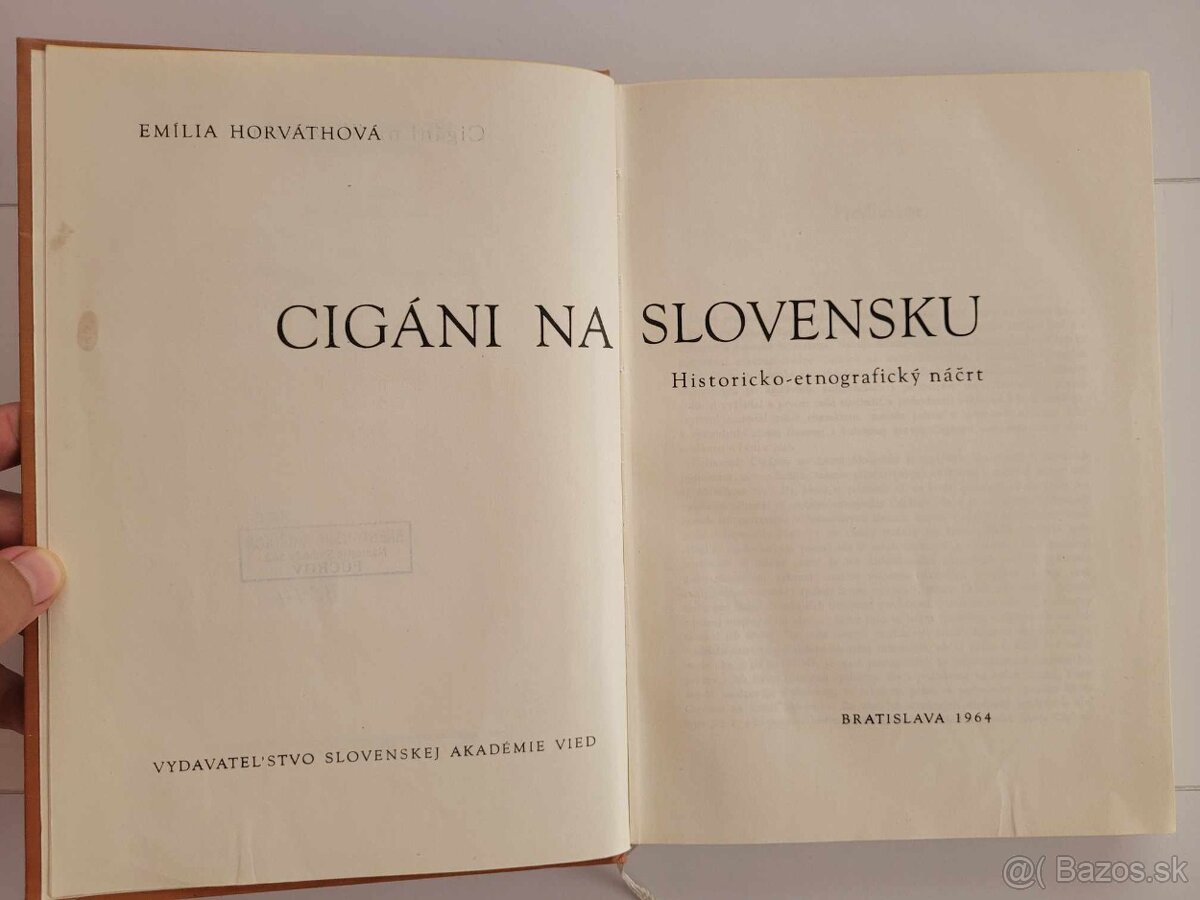 EMÍLIA HORVÁTHOVÁ
CIGÁNI NA SLOVENSKU
Historicko-etnografický náčrt
VYDAVATEĽSTVO SLOVENSKEJ AKADÉMIE VIED
BRATISLAVA 1964
@( Bazos.sk